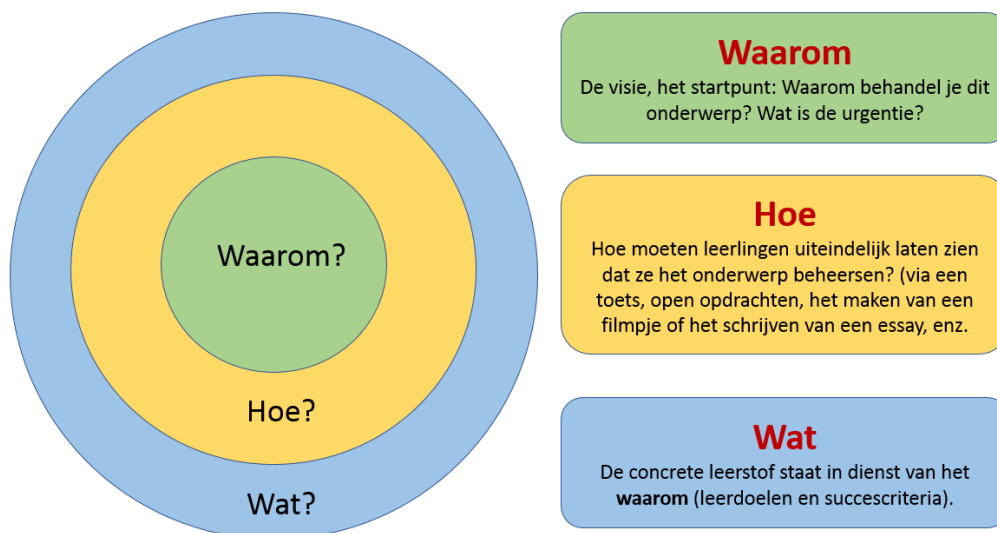 Waarom?
Hoe?
Wat?
Waarom
De visie, het startpunt: Waarom behandel je dit
onderwerp? Wat is de urgentie?
Hoe
Hoe moeten leerlingen uiteindelijk laten zien
dat ze het onderwerp beheersen? (via een
toets, open opdrachten, het maken van een
filmpje of het schrijven van een essay, enz.
Wat
De concrete leerstof staat in dienst van het
waarom (leerdoelen en succescriteria).